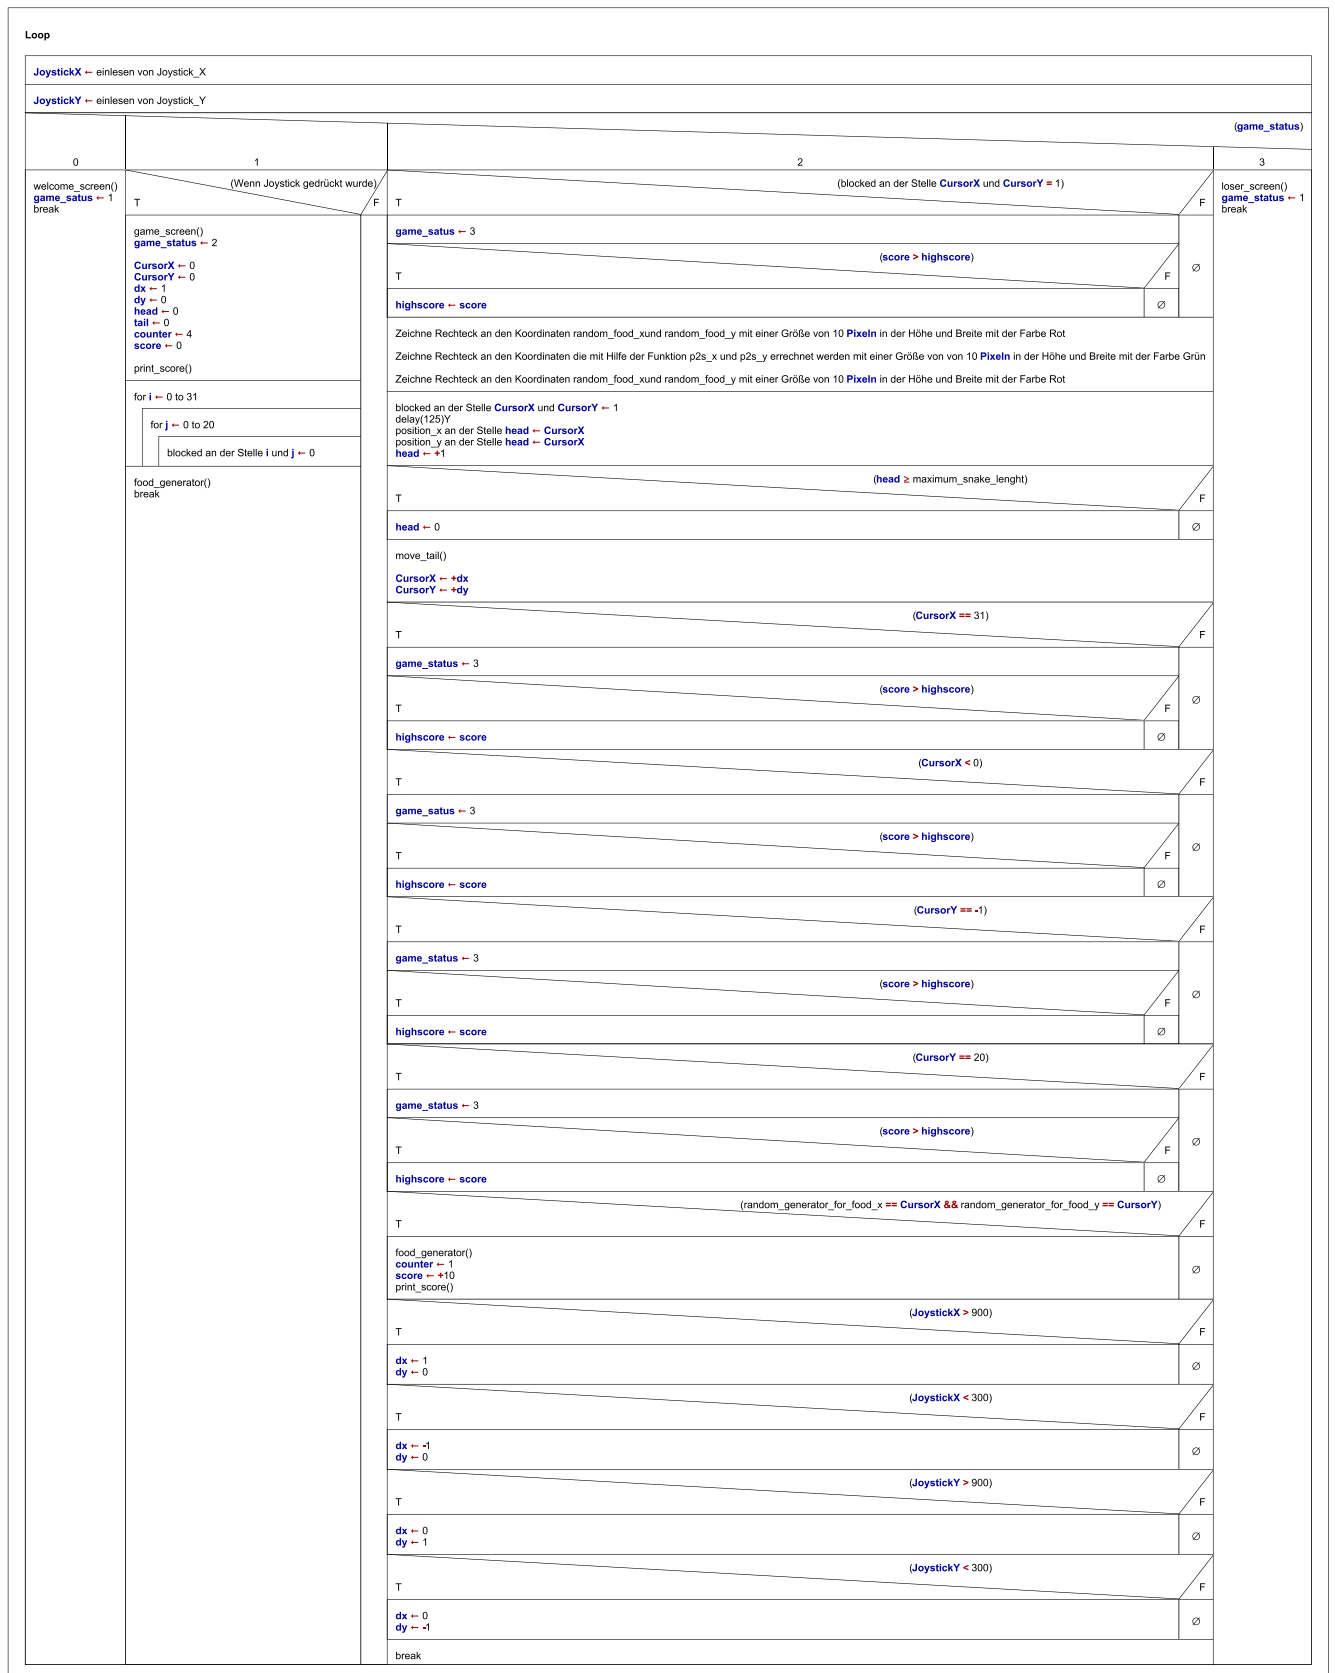 Loop
JoystickX ← einlesen von Joystick_X
JoystickY ← einlesen von Joystick_Y
(game_status)
0
1
2
3
welcome_screen()
game_satus ← 1
break
(Wenn Joystick gedrückt wurde)
T
F
game_screen()
game_status ← 2
CursorX ← 0
CursorY ← 0
dx ← 1
dy ← 0
head ← 0
tail ← 0
counter ← 4
score ← 0
print_score()
for i ← 0 to 31
for j ← 0 to 20
blocked an der Stelle i und j ← 0
food_generator()
break
(blocked an der Stelle CursorX und CursorY = 1)
T
F
game_satus ← 3
∅
(score > highscore)
T
F
highscore ← score
∅
Zeichne Rechteck an den Koordinaten random_food_xund random_food_y mit einer Größe von 10 Pixeln in der Höhe und Breite mit der Farbe Rot
Zeichne Rechteck an den Koordinaten die mit Hilfe der Funktion p2s_x und p2s_y errechnet werden mit einer Größe von von 10 Pixeln in der Höhe und Breite mit der Farbe Grün
Zeichne Rechteck an den Koordinaten random_food_xund random_food_y mit einer Größe von 10 Pixeln in der Höhe und Breite mit der Farbe Rot
blocked an der Stelle CursorX und CursorY ← 1
delay(125)Y
position_x an der Stelle head ← CursorX
position_y an der Stelle head ← CursorX
head ← +1
(head ≥ maximum_snake_lenght)
T
F
head ← 0
∅
move_tail()
CursorX ← +dx
CursorY ← +dy
(CursorX == 31)
T
F
game_status ← 3
∅
(score > highscore)
T
F
highscore ← score
∅
(CursorX < 0)
T
F
game_satus ← 3
∅
(score > highscore)
T
F
highscore ← score
∅
(CursorY == -1)
T
F
game_status ← 3
∅
(score > highscore)
T
F
highscore ← score
∅
(CursorY == 20)
T
F
game_status ← 3
∅
(score > highscore)
T
F
highscore ← score
∅
(random_generator_for_food_x == CursorX && random_generator_for_food_y == CursorY)
T
F
food_generator()
counter ← 1
score ← +10
print_score()
∅
(JoystickX > 900)
T
F
dx ← 1
dy ← 0
∅
(JoystickX < 300)
T
F
dx ← -1
dy ← 0
∅
(JoystickY > 900)
T
F
dx ← 0
dy ← 1
∅
(JoystickY < 300)
T
F
dx ← 0
dy ← -1
∅
break
loser_screen()
game_status ← 1
break